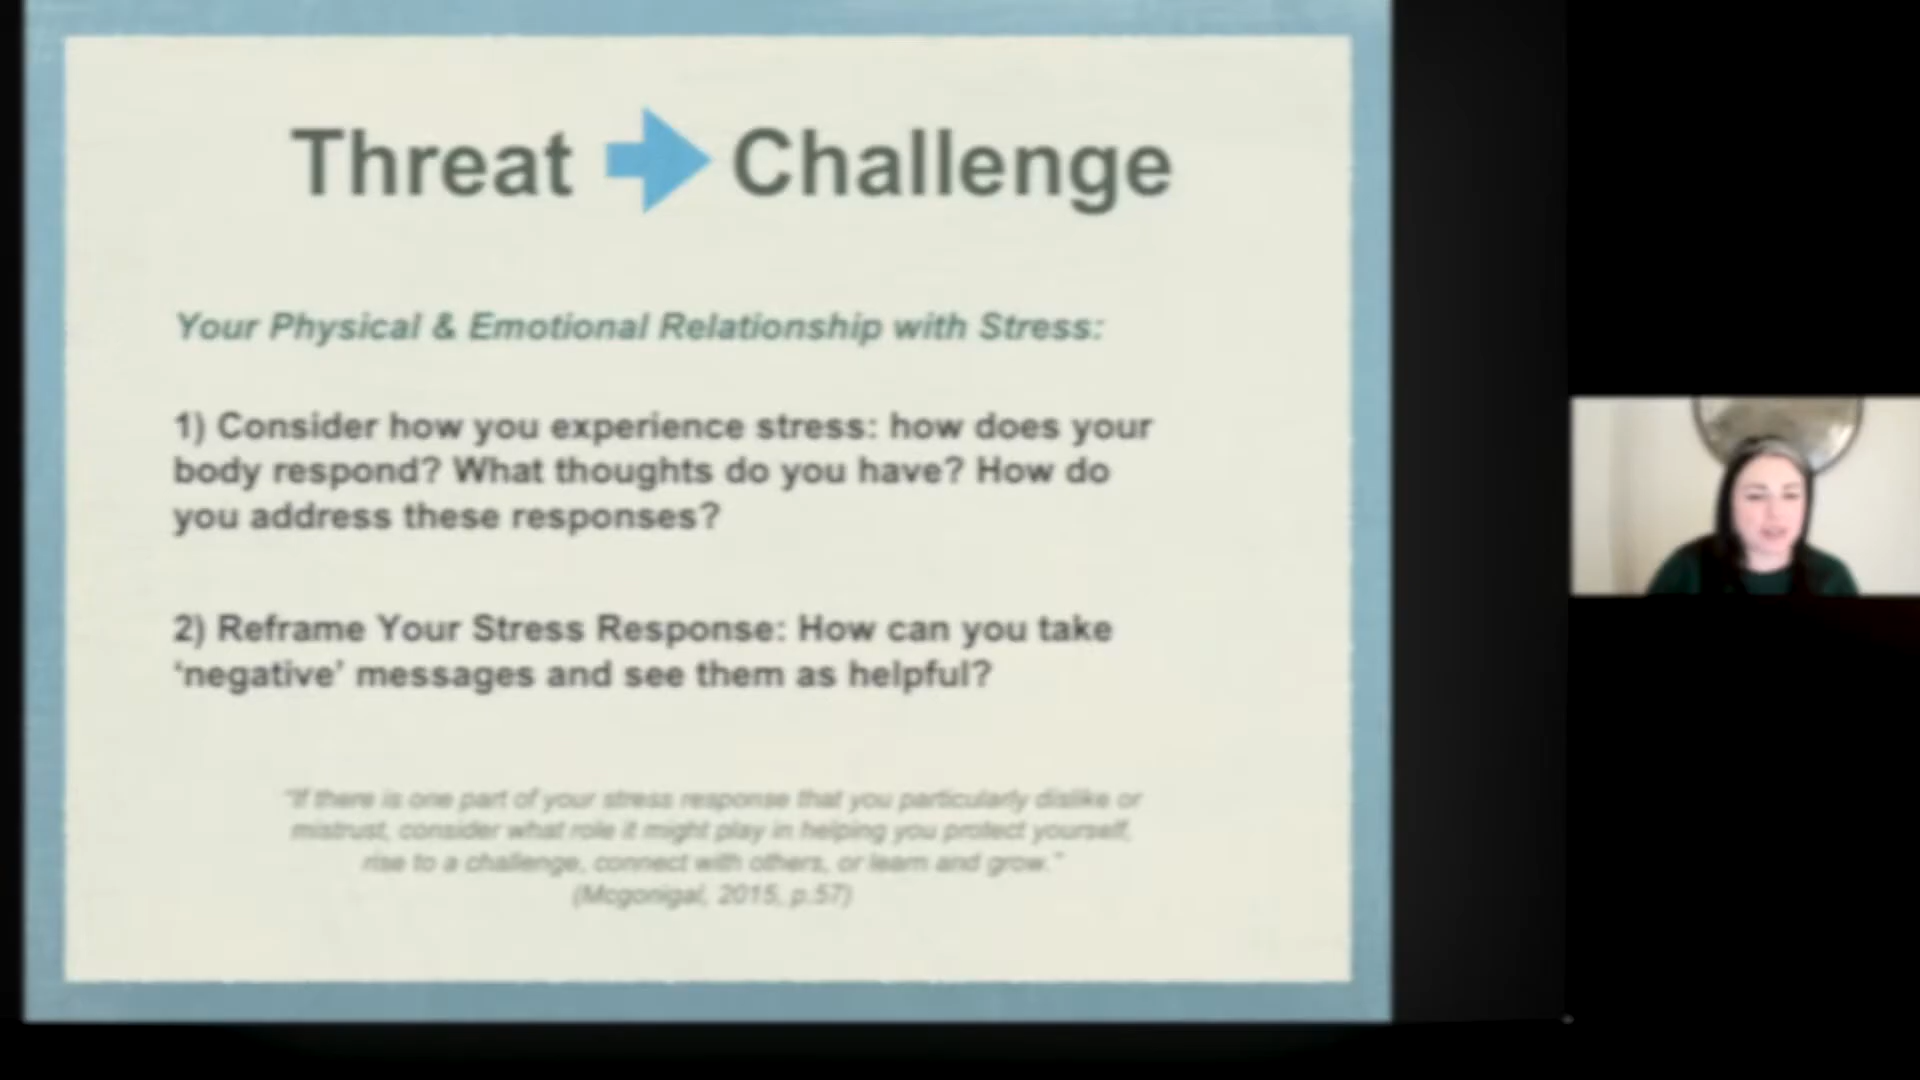 Threat Challenge
Your Physical & Emotional Relationship with Stress:
1) Consider how you experience stress: how does your
body respond? What thoughts do you have? How do
you address these responses?
2) Reframe Your Stress Response: How can you take
‘negative’ messages and see them as helpful?
“If there is one part of your stress response that you particularly dislike or
mistrust, consider what role it might play in helping you protect yourself,
rise to a challenge, connect with others, or learn and grow.”
(Mcgonigal, 2015, p.57)